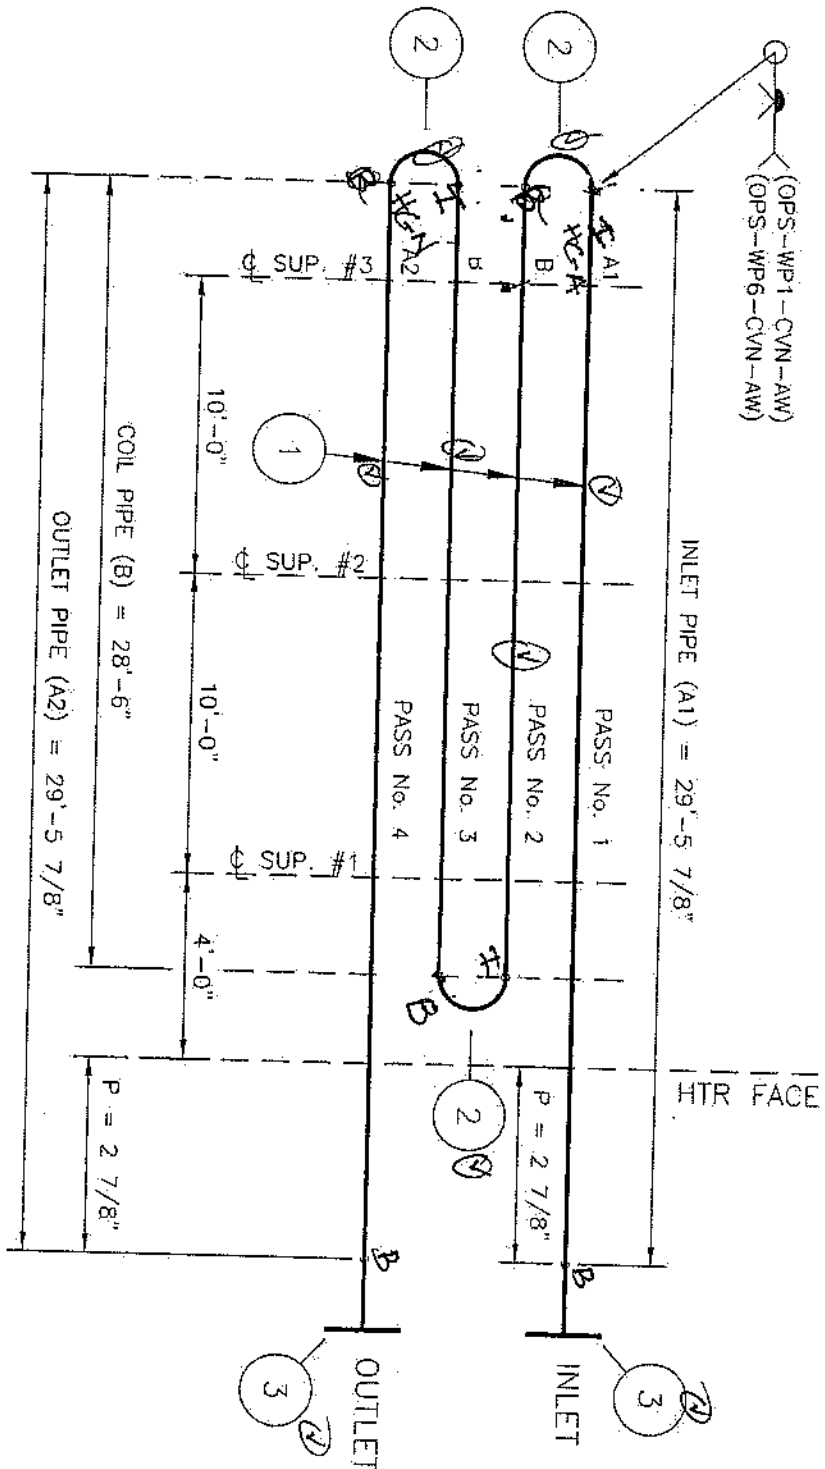 (OPS-WP1-CVN-AW)
(OPS-WP6-CVN-AW)
2
2
INLET PIPE (A1) = 29'-5 7/8"
A1
B
B
A2
I
HG-A
I
HG-A
℄ SUP. #3
℄ SUP. #2
℄ SUP. #1
10'-0"
10'-0"
4'-0"
1
PASS No. 1
PASS No. 2
PASS No. 3
PASS No. 4
I
B
2
COIL PIPE (B) = 28'-6"
OUTLET PIPE (A2) = 29'-5 7/8"
HTR FACE
P = 2 7/8"
P = 2 7/8"
B
B
INLET
OUTLET
3
3